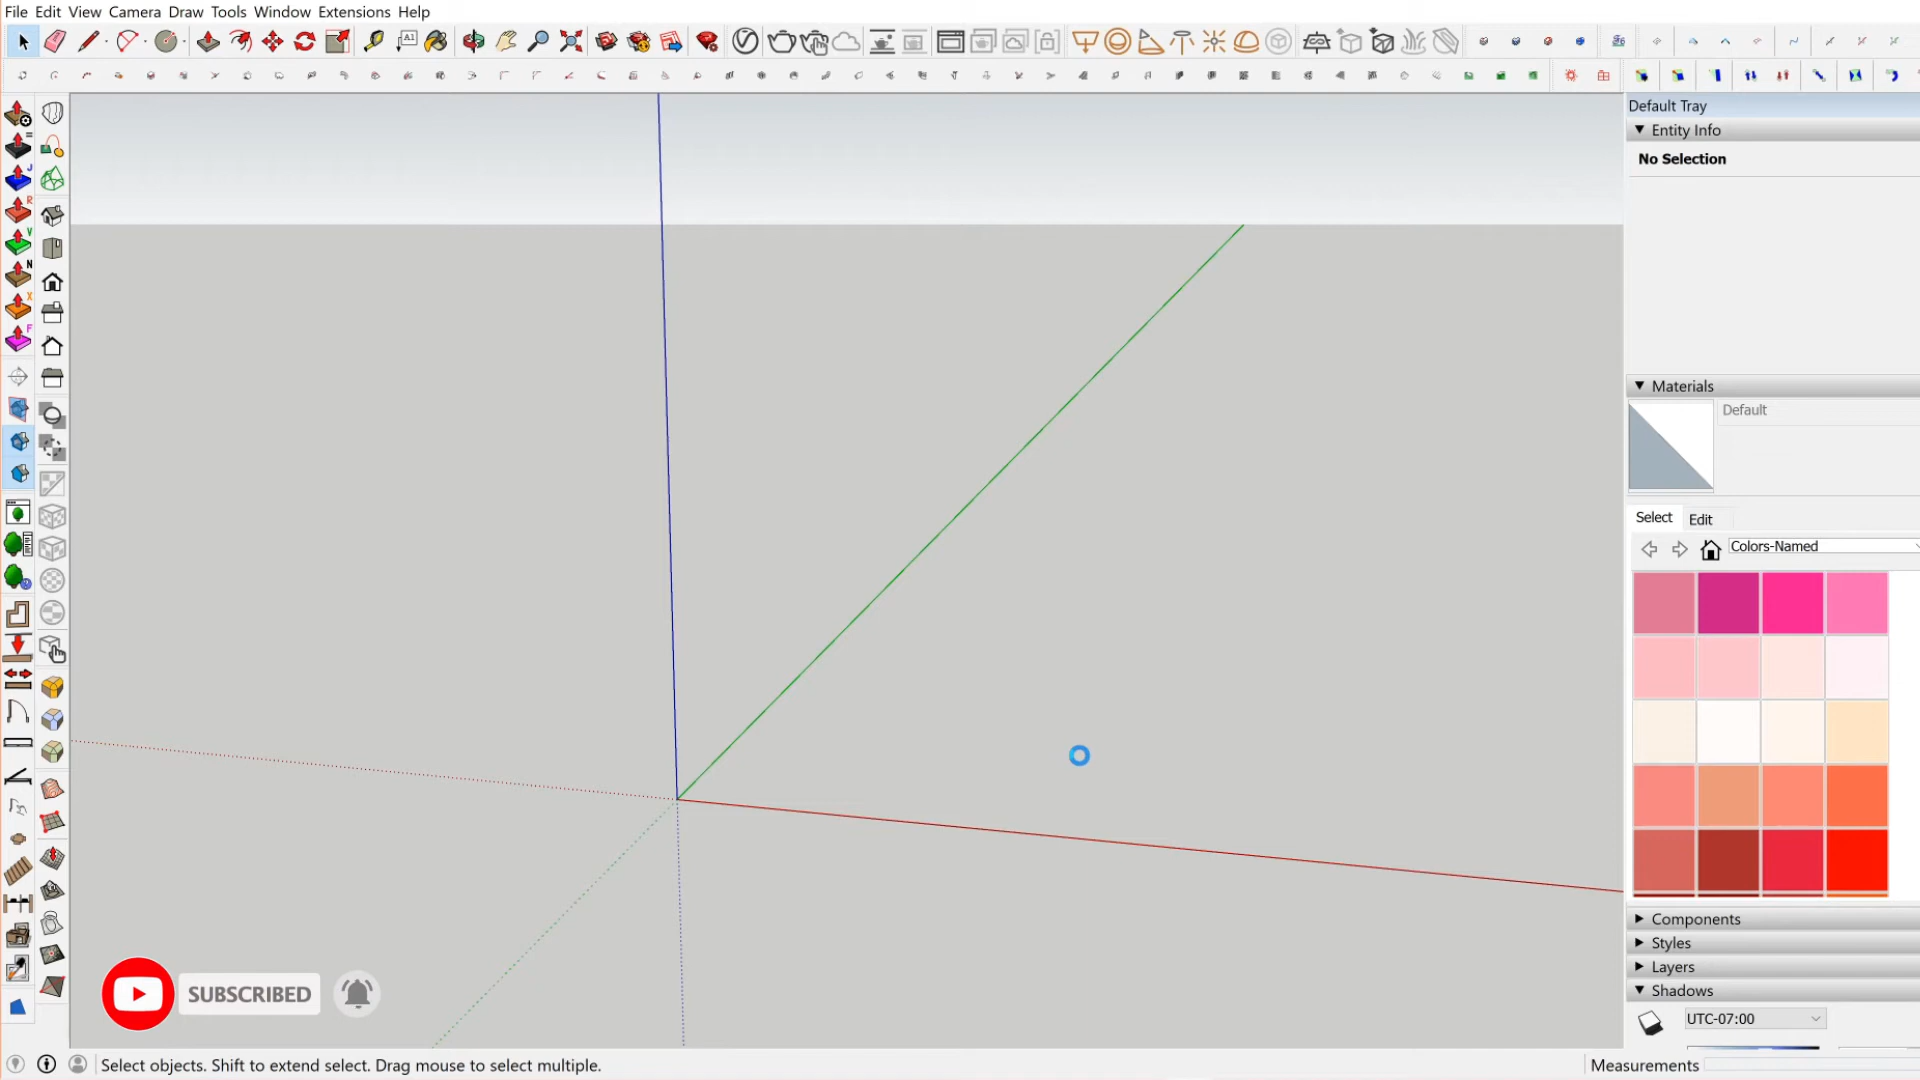 File Edit View Camera Draw Tools Window Extensions Help
A1
Default Tray
Entity Info
No Selection
Materials
Default
Select Edit
Colors-Named
Components
Styles
Layers
Shadows
UTC-07:00
J
R
V
N
X
F
SUBSCRIBED
Select objects. Shift to extend select. Drag mouse to select multiple.
Measurements